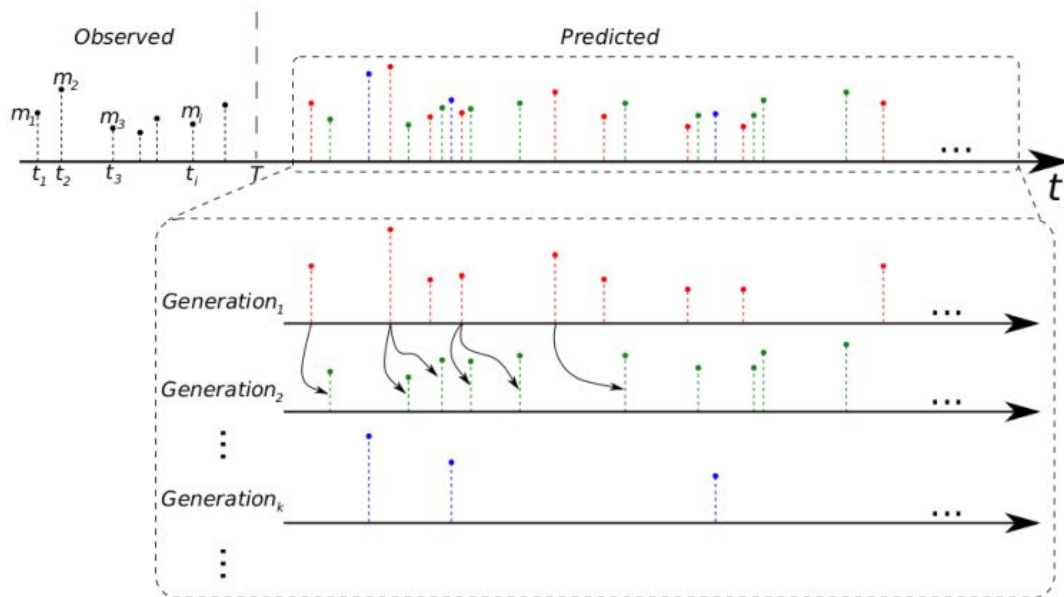 Observed
Predicted
m₁
m₂
m₃
mᵢ
t₁ t₂ t₃ tᵢ T
...
t
Generation₁
...
Generation₂
...
⋮
Generationₖ
...
⋮